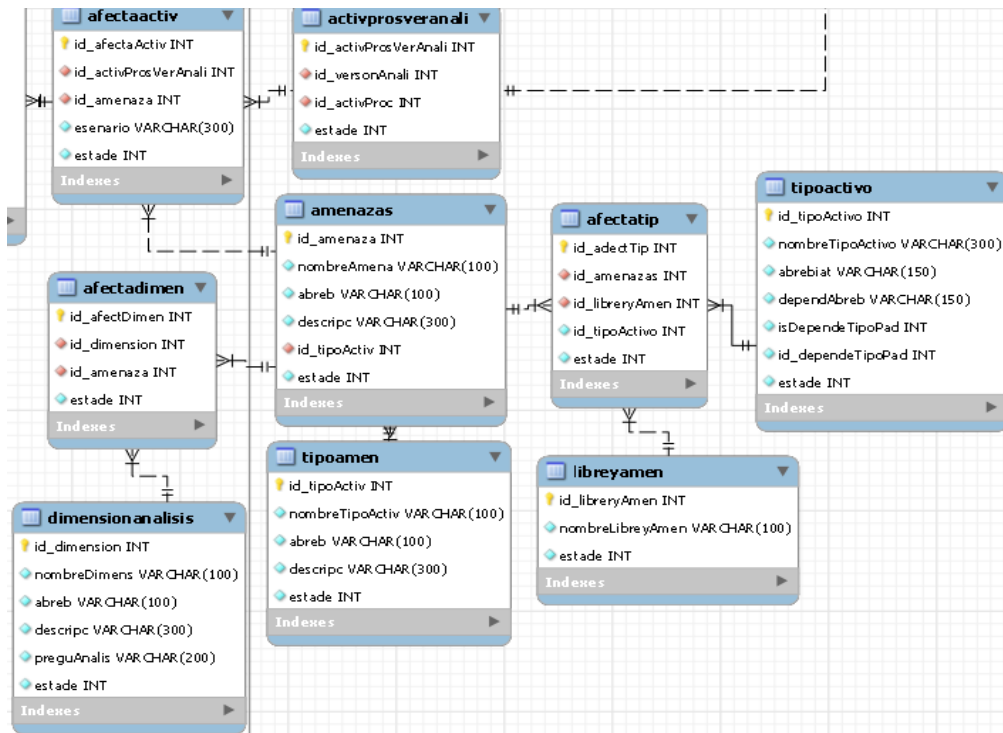 afectaactiv
id_afectaActiv INT
id_activProsVerAnali INT
id_amenaza INT
esenario VARCHAR(300)
estade INT
Indexes
activprosveranali
id_activProsVerAnali INT
id_versonAnali INT
id_activProc INT
estade INT
Indexes
amenazas
id_amenaza INT
nombreAmena VARCHAR(100)
abreb VARCHAR(100)
descripc VARCHAR(300)
id_tipoActiv INT
estade INT
Indexes
afectatip
id_adectTip INT
id_amenazas INT
id_libreryAmen INT
id_tipoActivo INT
estade INT
Indexes
tipoactivo
id_tipoActivo INT
nombreTipoActivo VARCHAR(300)
abrebiat VARCHAR(150)
dependAbreb VARCHAR(150)
isDependeTipoPad INT
id_dependeTipoPad INT
estade INT
Indexes
afectadimen
id_afectDimen INT
id_dimension INT
id_amenaza INT
estade INT
Indexes
tipoamen
id_tipoActiv INT
nombreTipoActiv VARCHAR(100)
abreb VARCHAR(100)
descripc VARCHAR(300)
estade INT
Indexes
libreyamen
id_libreryAmen INT
nombreLibreyAmen VARCHAR(100)
estade INT
Indexes
dimensionanalisis
id_dimension INT
nombreDimens VARCHAR(100)
abreb VARCHAR(100)
descripc VARCHAR(300)
preguAnalis VARCHAR(200)
estade INT
Indexes